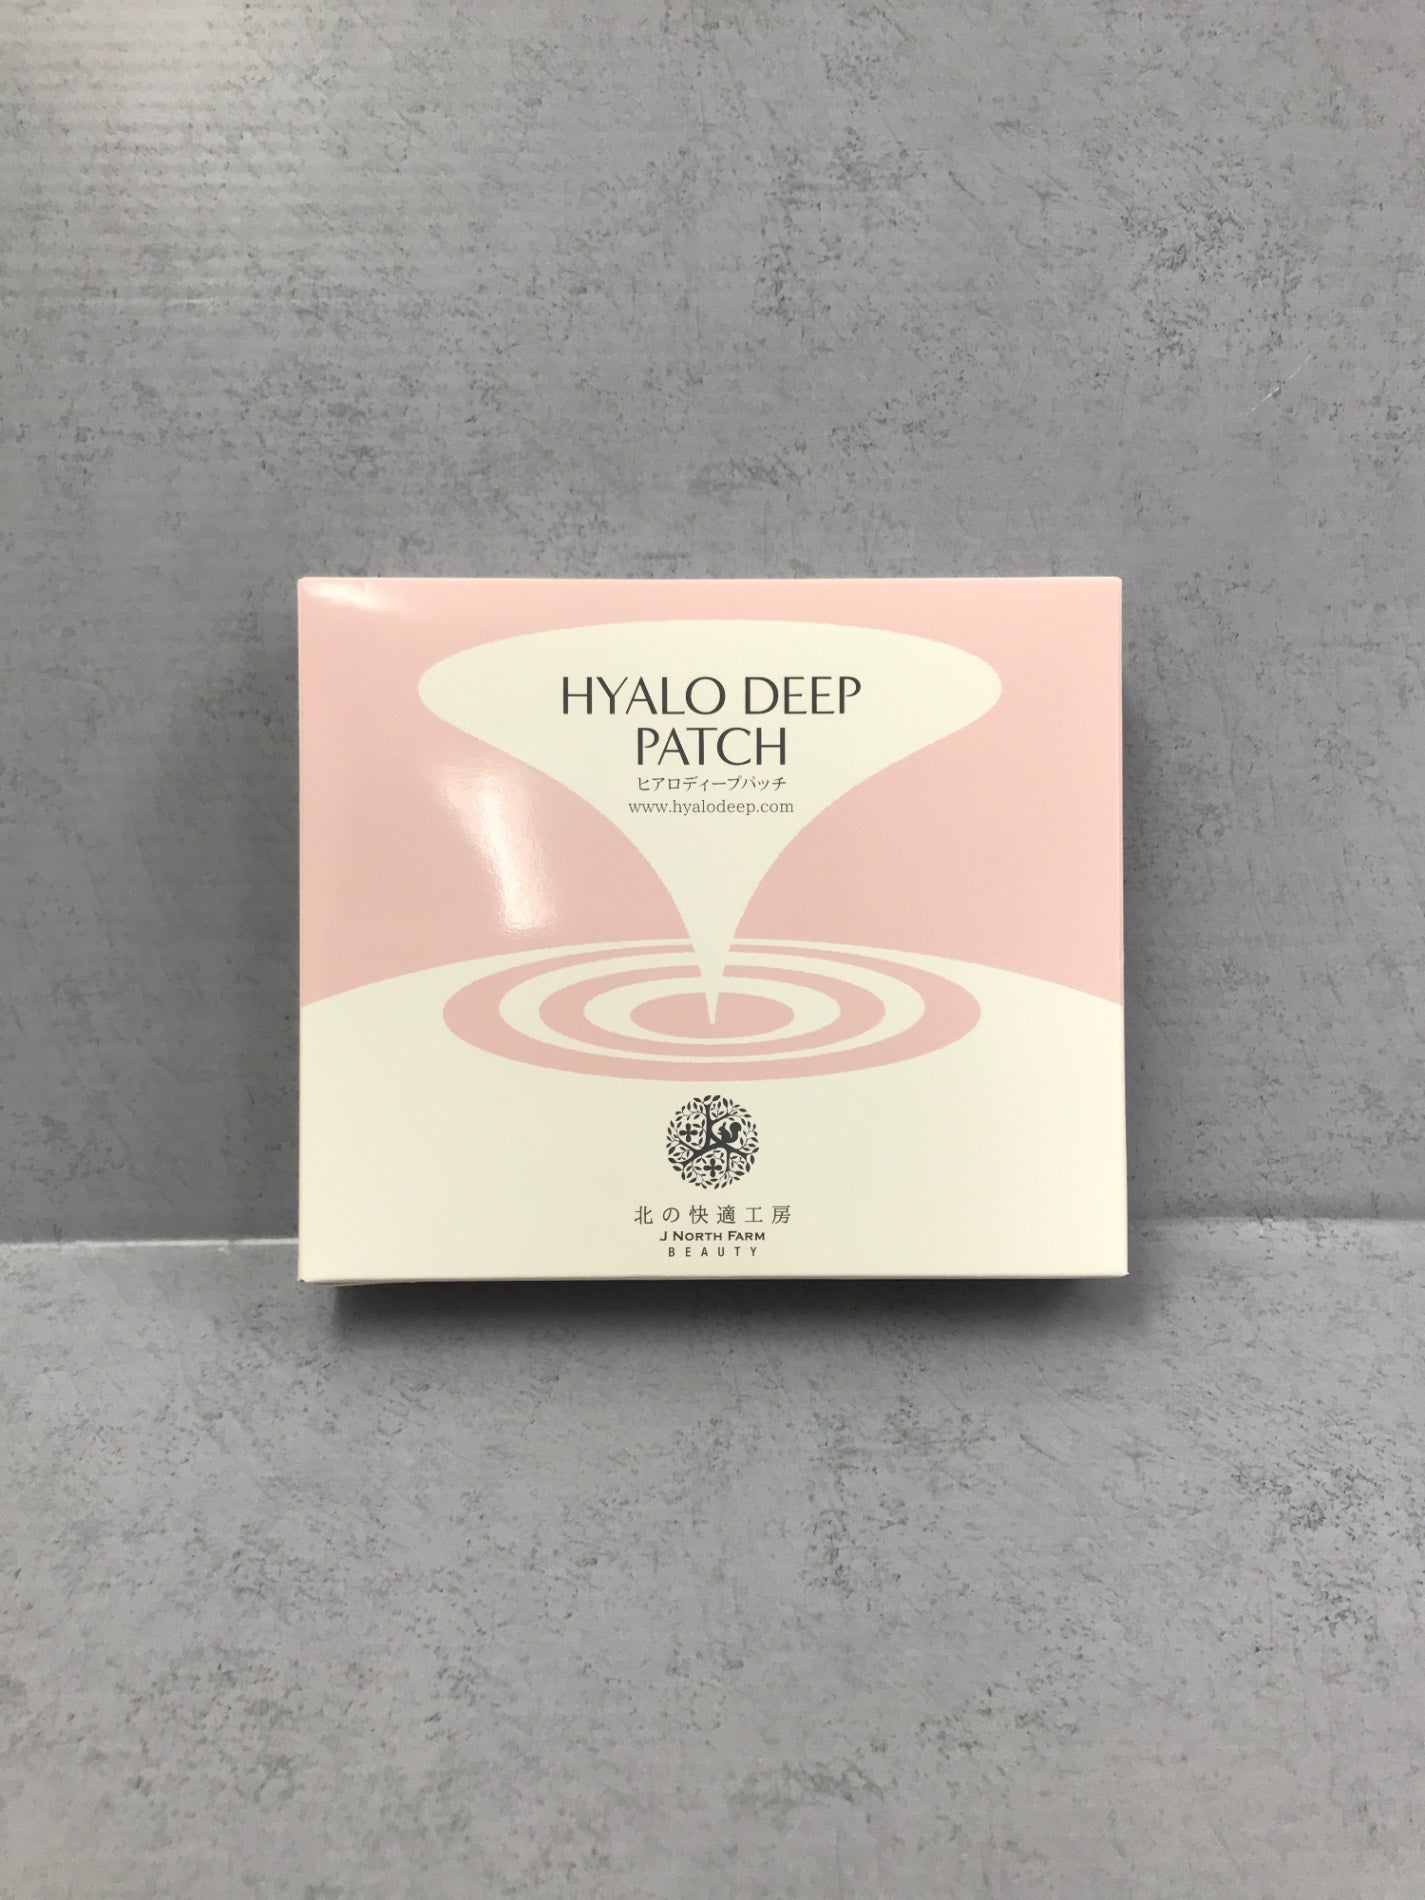 HYALO DEEP
PATCH
ヒアロディープパッチ
www.hyalodeep.com
北の快適工房
J NORTH FARM
BEAUTY